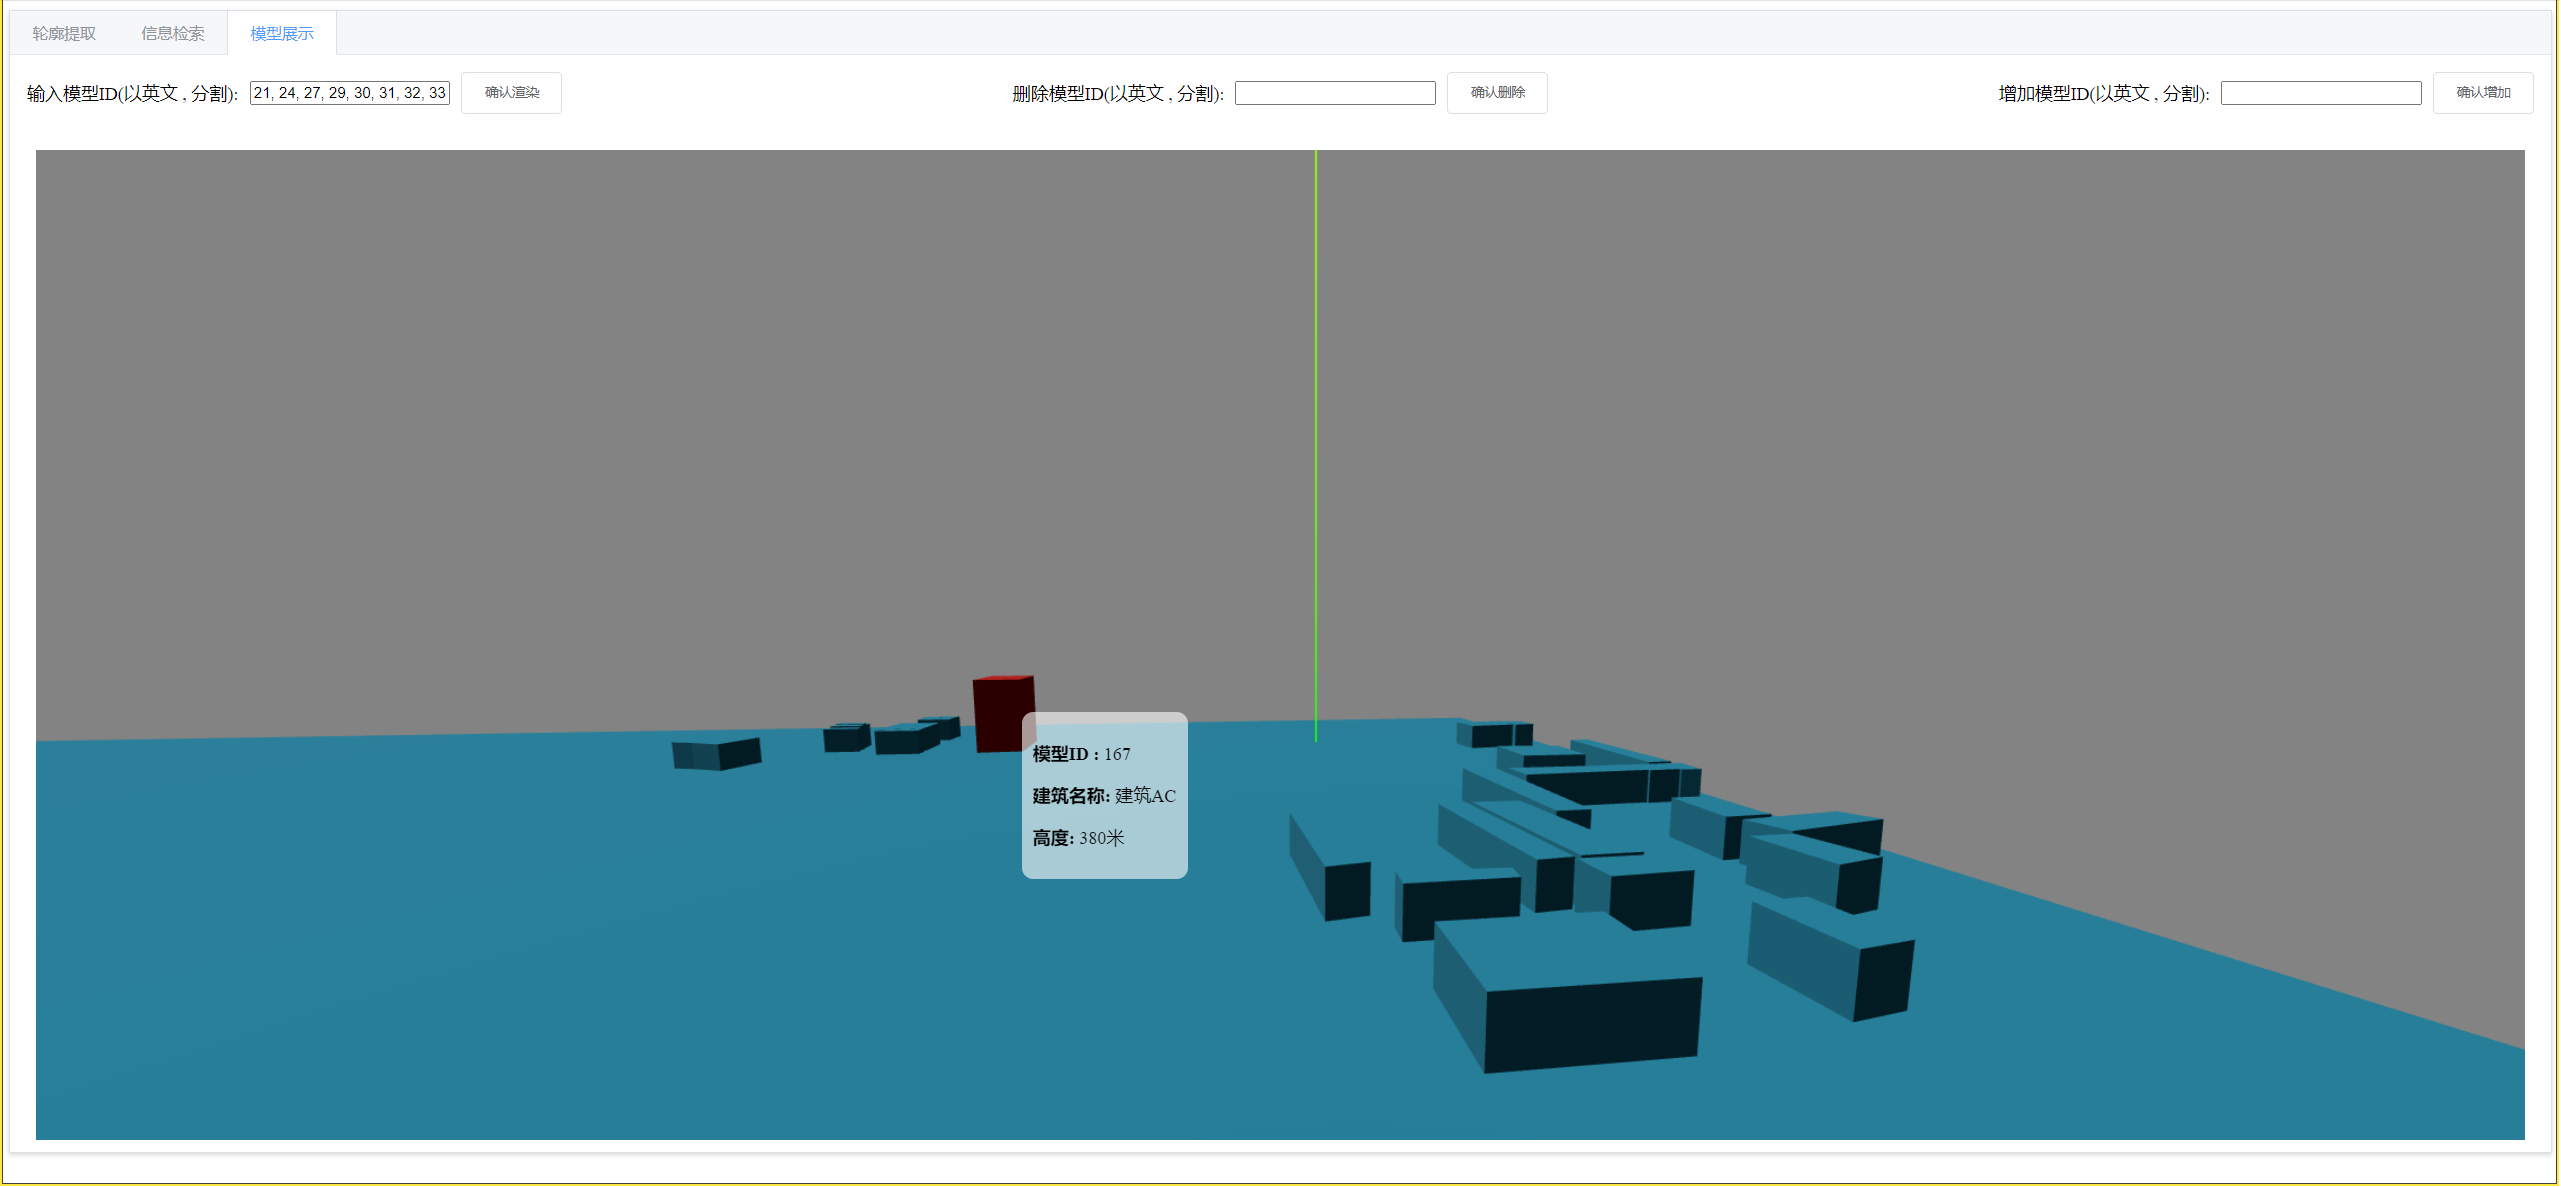 轮廓提取 信息检索 模型展示
输入模型ID(以英文 , 分割): 21, 24, 27, 29, 30, 31, 32, 33 确认渲染 删除模型ID(以英文 , 分割): 确认删除 增加模型ID(以英文 , 分割): 确认增加
模型ID : 167
建筑名称: 建筑AC
高度: 380米